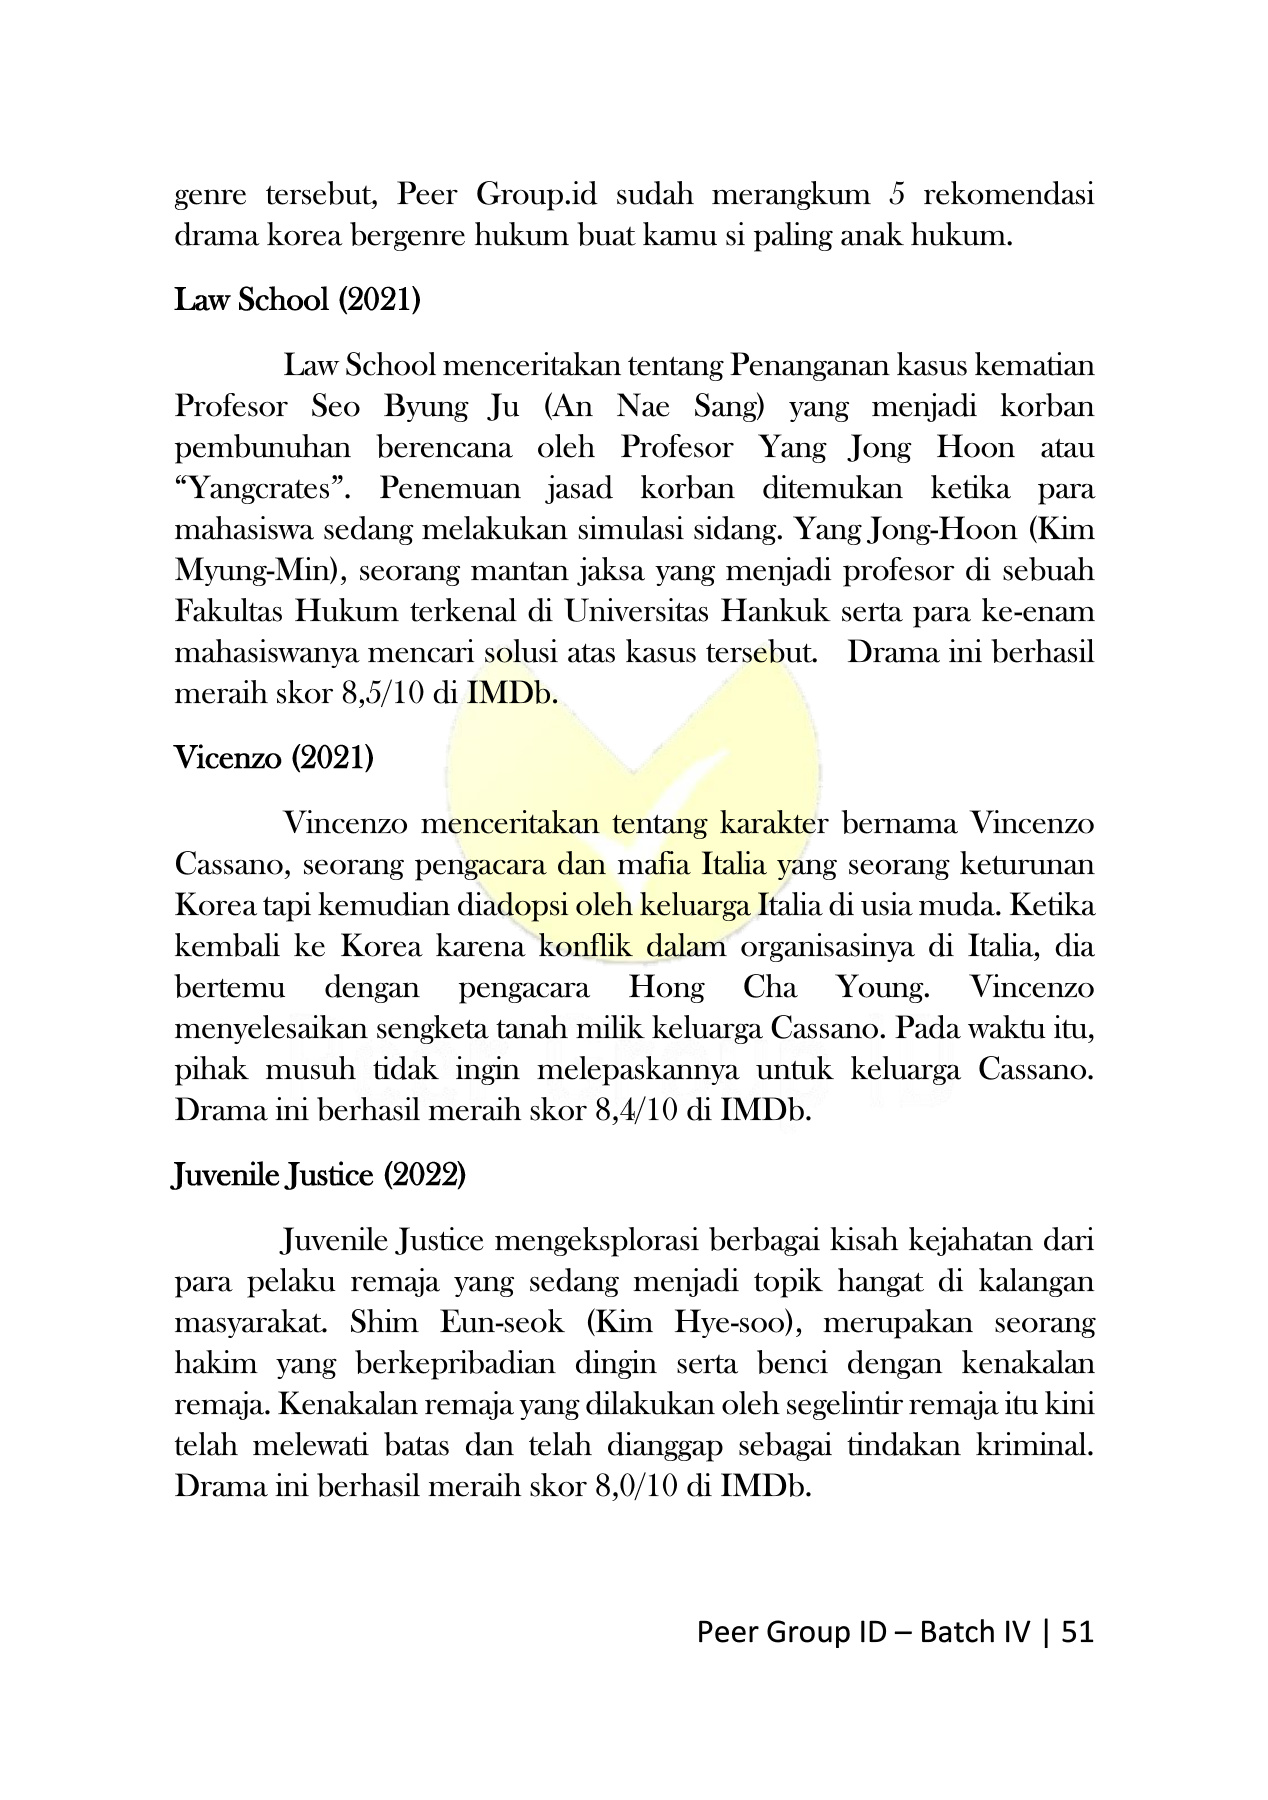 genre tersebut, Peer Group.id sudah merangkum 5 rekomendasi
drama korea bergenre hukum buat kamu si paling anak hukum.
Law School (2021)
Law School menceritakan tentang Penanganan kasus kematian
Profesor Seo Byung Ju (An Nae Sang) yang menjadi korban
pembunuhan berencana oleh Profesor Yang Jong Hoon atau
“Yangcrates”. Penemuan jasad korban ditemukan ketika para
mahasiswa sedang melakukan simulasi sidang. Yang Jong-Hoon (Kim
Myung-Min), seorang mantan jaksa yang menjadi profesor di sebuah
Fakultas Hukum terkenal di Universitas Hankuk serta para ke-enam
mahasiswanya mencari solusi atas kasus tersebut. Drama ini berhasil
meraih skor 8,5/10 di IMDb.
Vicenzo (2021)
Vincenzo menceritakan tentang karakter bernama Vincenzo
Cassano, seorang pengacara dan mafia Italia yang seorang keturunan
Korea tapi kemudian diadopsi oleh keluarga Italia di usia muda. Ketika
kembali ke Korea karena konflik dalam organisasinya di Italia, dia
bertemu dengan pengacara Hong Cha Young. Vincenzo
menyelesaikan sengketa tanah milik keluarga Cassano. Pada waktu itu,
pihak musuh tidak ingin melepaskannya untuk keluarga Cassano.
Drama ini berhasil meraih skor 8,4/10 di IMDb.
Juvenile Justice (2022)
Juvenile Justice mengeksplorasi berbagai kisah kejahatan dari
para pelaku remaja yang sedang menjadi topik hangat di kalangan
masyarakat. Shim Eun-seok (Kim Hye-soo), merupakan seorang
hakim yang berkepribadian dingin serta benci dengan kenakalan
remaja. Kenakalan remaja yang dilakukan oleh segelintir remaja itu kini
telah melewati batas dan telah dianggap sebagai tindakan kriminal.
Drama ini berhasil meraih skor 8,0/10 di IMDb.
Peer Group ID – Batch IV | 51